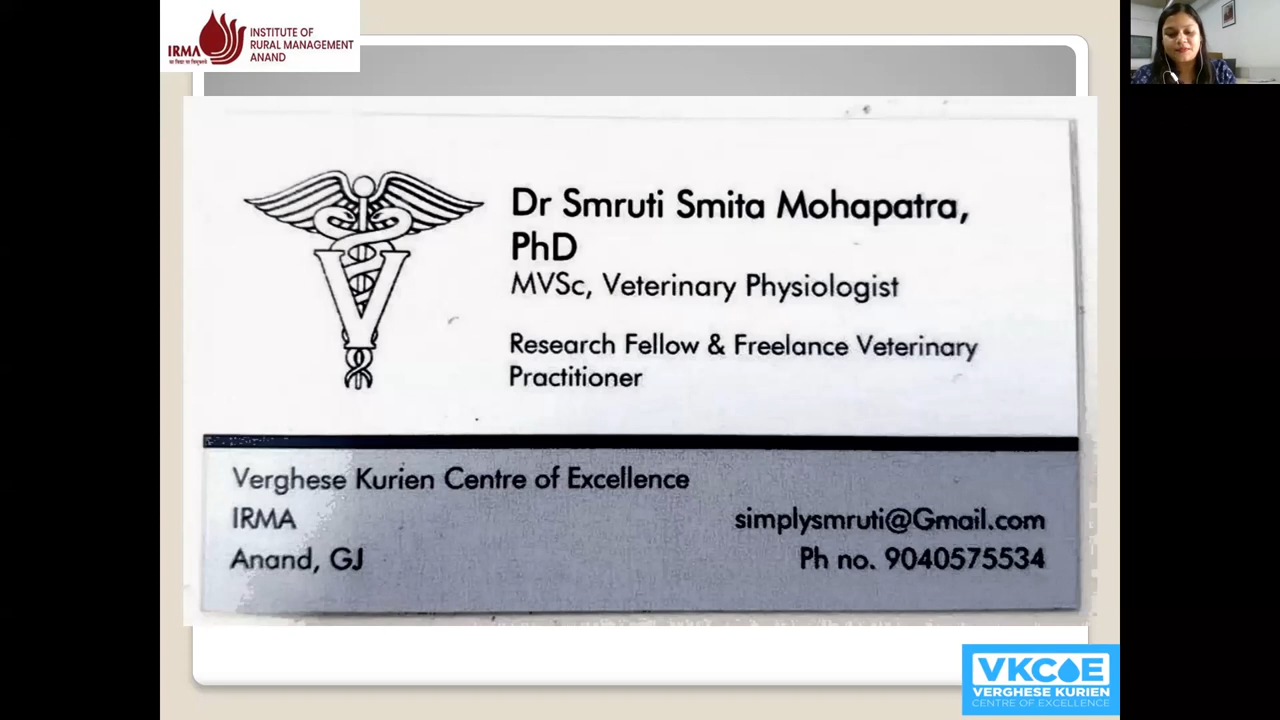 IRMA
INSTITUTE OF
RURAL MANAGEMENT
ANAND
V
Dr Smruti Smita Mohapatra,
PhD
MVSc, Veterinary Physiologist
Research Fellow & Freelance Veterinary
Practitioner
Verghese Kurien Centre of Excellence
IRMA
Anand, GJ
simplysmruti@Gmail.com
Ph no. 9040575534
VKCOE
VERGHESE KURIEN
CENTRE OF EXCELLENCE